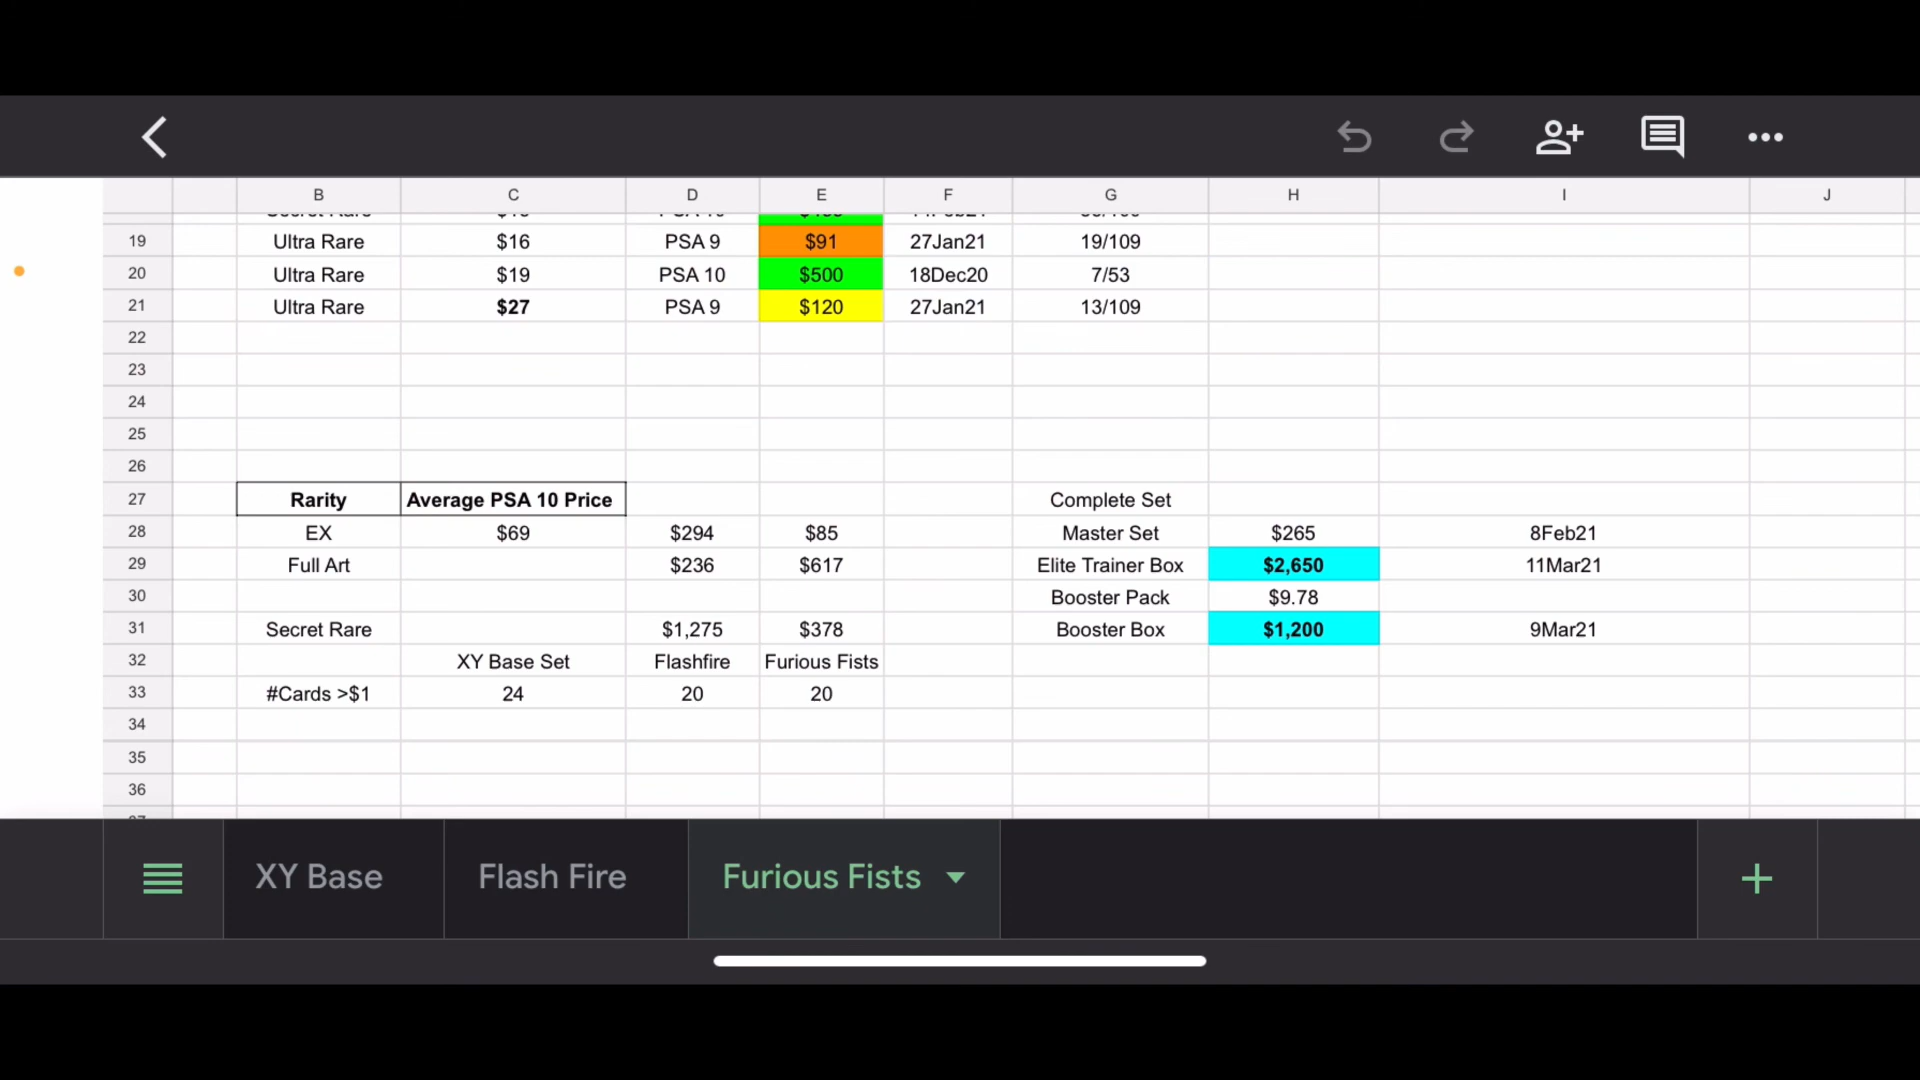 B C D E F G H I J
19 Ultra Rare $16 PSA 9 $91 27Jan21 19/109
20 Ultra Rare $19 PSA 10 $500 18Dec20 7/53
21 Ultra Rare $27 PSA 9 $120 27Jan21 13/109
22
23
24
25
26
27 Rarity Average PSA 10 Price Complete Set
28 EX $69 $294 $85 Master Set $265 8Feb21
29 Full Art $236 $617 Elite Trainer Box $2,650 11Mar21
30 Booster Pack $9.78
31 Secret Rare $1,275 $378 Booster Box $1,200 9Mar21
32 XY Base Set Flashfire Furious Fists
33 #Cards >$1 24 20 20
34
35
36
XY Base Flash Fire Furious Fists